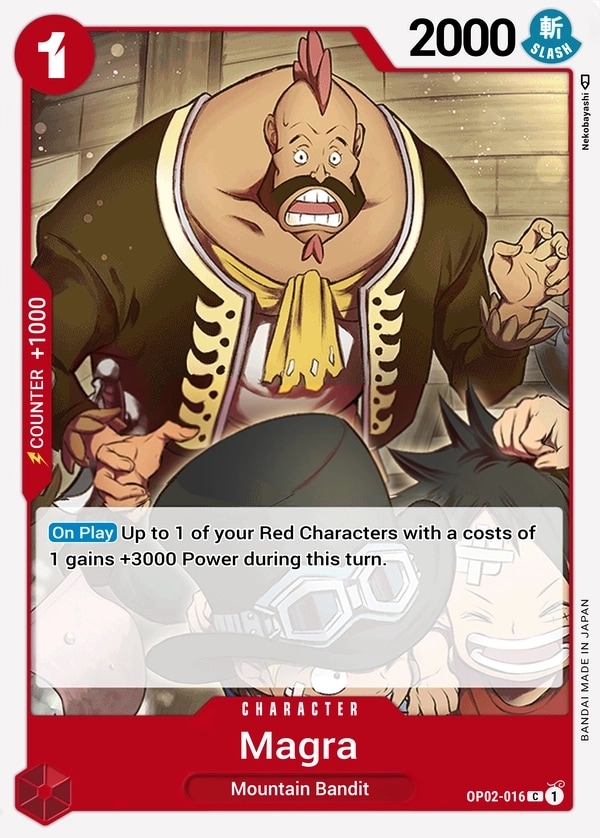 1
2000
斬
SLASH
Nekobayashi
COUNTER +1000
On Play Up to 1 of your Red Characters with a costs of
1 gains +3000 Power during this turn.
BANDAI MADE IN JAPAN
CHARACTER
Magra
Mountain Bandit
OP02-016 C 1